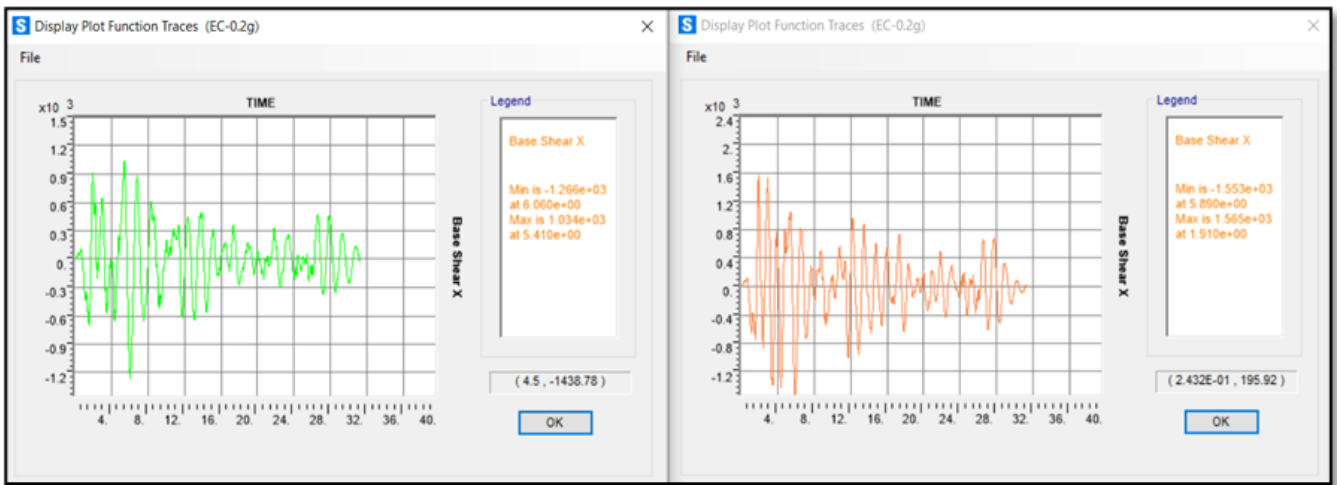 Display Plot Function Traces (EC-0.2g)
File
x10 3
TIME
1.5
1.2
0.9
0.6
0.3
0.
-0.3
-0.6
-0.9
-1.2
4. 8. 12. 16. 20. 24. 28. 32. 36. 40.
Base Shear X
Legend
Base Shear X
Min is -1.266e+03
at 6.060e+00
Max is 1.034e+03
at 5.410e+00
( 4.5 , -1438.78 )
OK
Display Plot Function Traces (EC-0.2g)
File
x10 3
TIME
2.4
2.
1.6
1.2
0.8
0.4
0.
-0.4
-0.8
-1.2
4. 8. 12. 16. 20. 24. 28. 32. 36. 40.
Base Shear X
Legend
Base Shear X
Min is -1.553e+03
at 5.890e+00
Max is 1.565e+03
at 1.910e+00
( 2.432E-01 , 195.92 )
OK